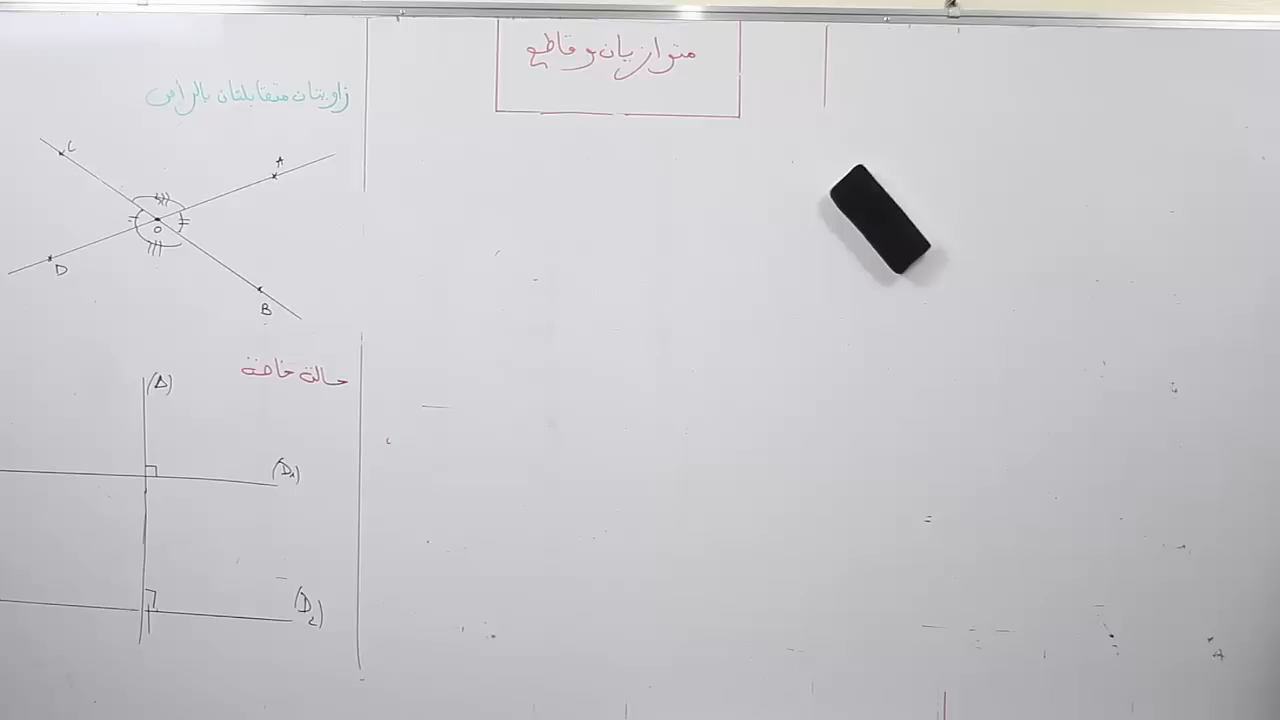 متوازيان و قاطع
زاويتان متقابلتان بالرأس
C
A
O
D
B
حالة خاصة
(Δ)
(D₁)
(D₂)